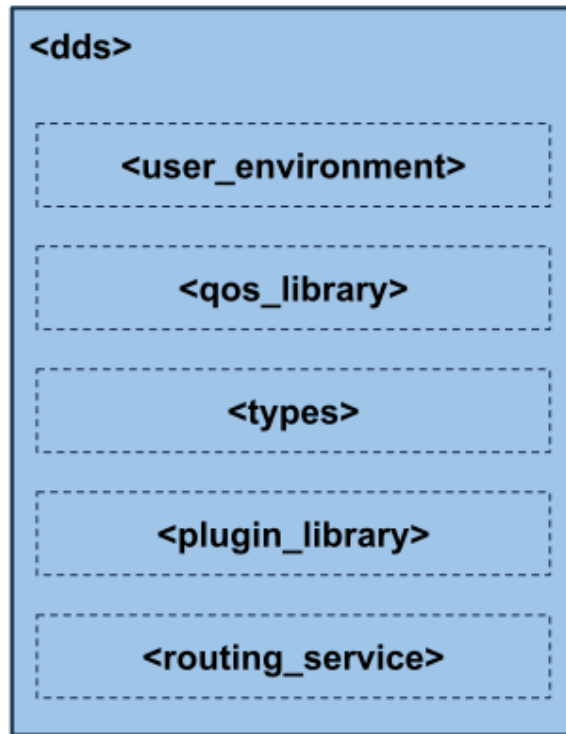 <dds>
<user_environment>
<qos_library>
<types>
<plugin_library>
<routing_service>